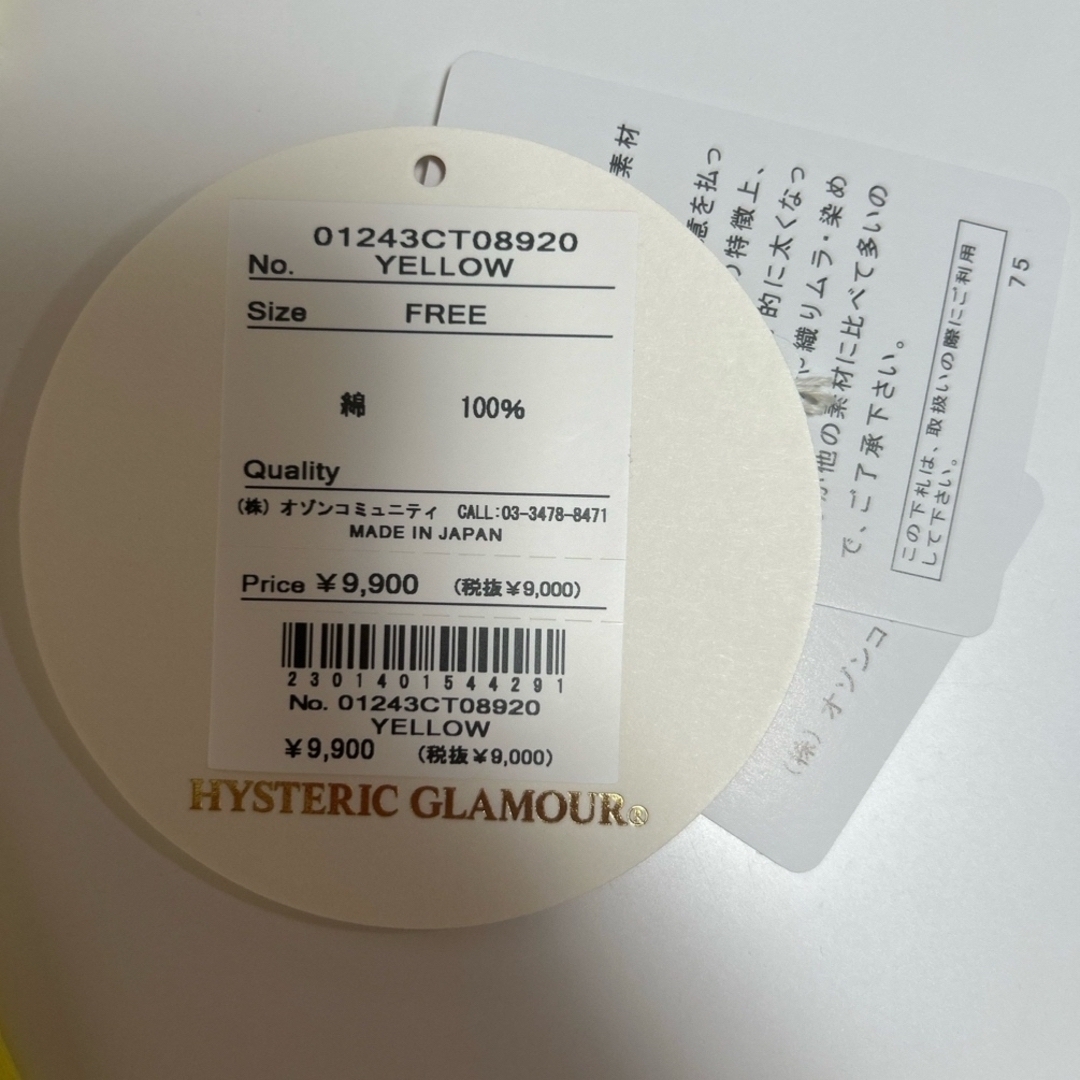 01243CT08920
No. YELLOW
Size FREE
綿 100%
Quality
(株) オゾンコミュニティ CALL:03-3478-8471
MADE IN JAPAN
Price ¥9,900 (税抜¥9,000)
2301401544291
No. 01243CT08920
YELLOW
¥9,900 (税抜¥9,000)
HYSTERIC GLAMOUR®
素材
意を払っ
の特徴上、
的に太くなっ
に織りムラ・染め
他の素材に比べて多いの
で、ご了承下さい。
この下札は、取扱いの際にご利用
して下さい。
75
(株) オゾンコ